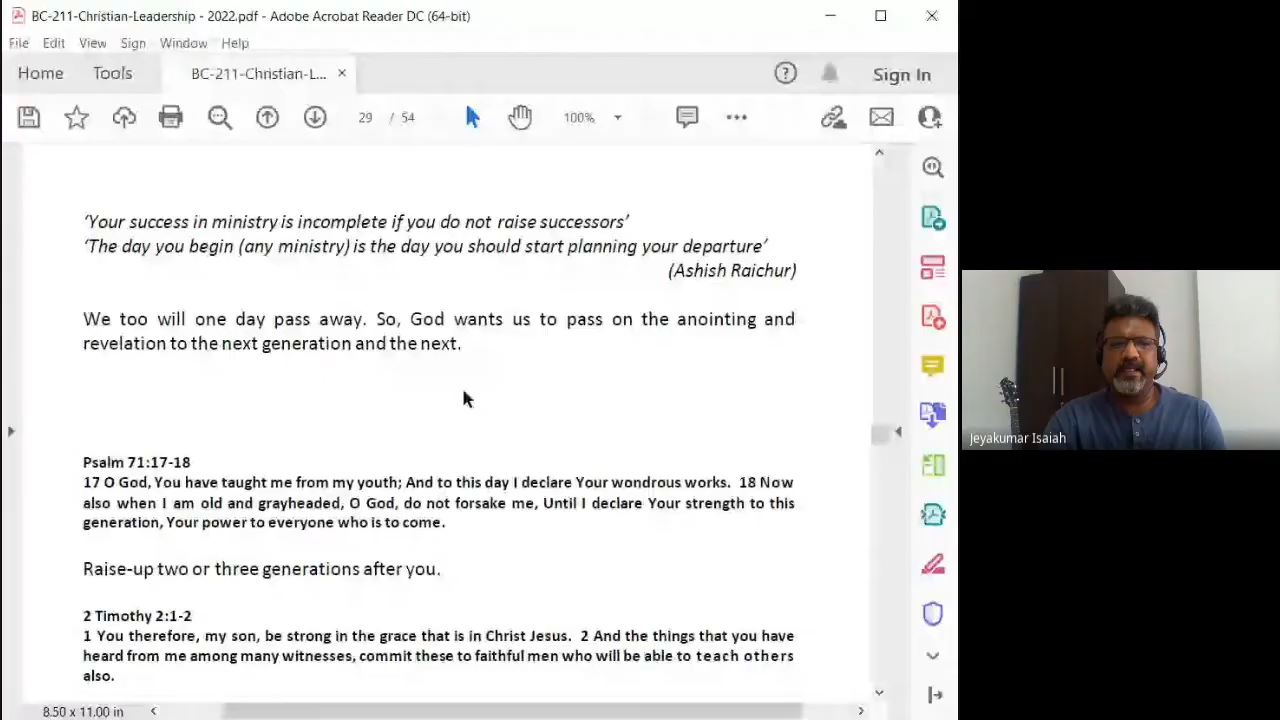 BC-211-Christian-Leadership - 2022.pdf - Adobe Acrobat Reader DC (64-bit)
File Edit View Sign Window Help
Home Tools BC-211-Christian-L... × Sign In
29 / 54 100%
‘Your success in ministry is incomplete if you do not raise successors’
‘The day you begin (any ministry) is the day you should start planning your departure’
(Ashish Raichur)
We too will one day pass away. So, God wants us to pass on the anointing and
revelation to the next generation and the next.
Jeyakumar Isaiah
Psalm 71:17-18
17 O God, You have taught me from my youth; And to this day I declare Your wondrous works. 18 Now
also when I am old and grayheaded, O God, do not forsake me, Until I declare Your strength to this
generation, Your power to everyone who is to come.
Raise-up two or three generations after you.
2 Timothy 2:1-2
1 You therefore, my son, be strong in the grace that is in Christ Jesus. 2 And the things that you have
heard from me among many witnesses, commit these to faithful men who will be able to teach others
also.
8.50 x 11.00 in